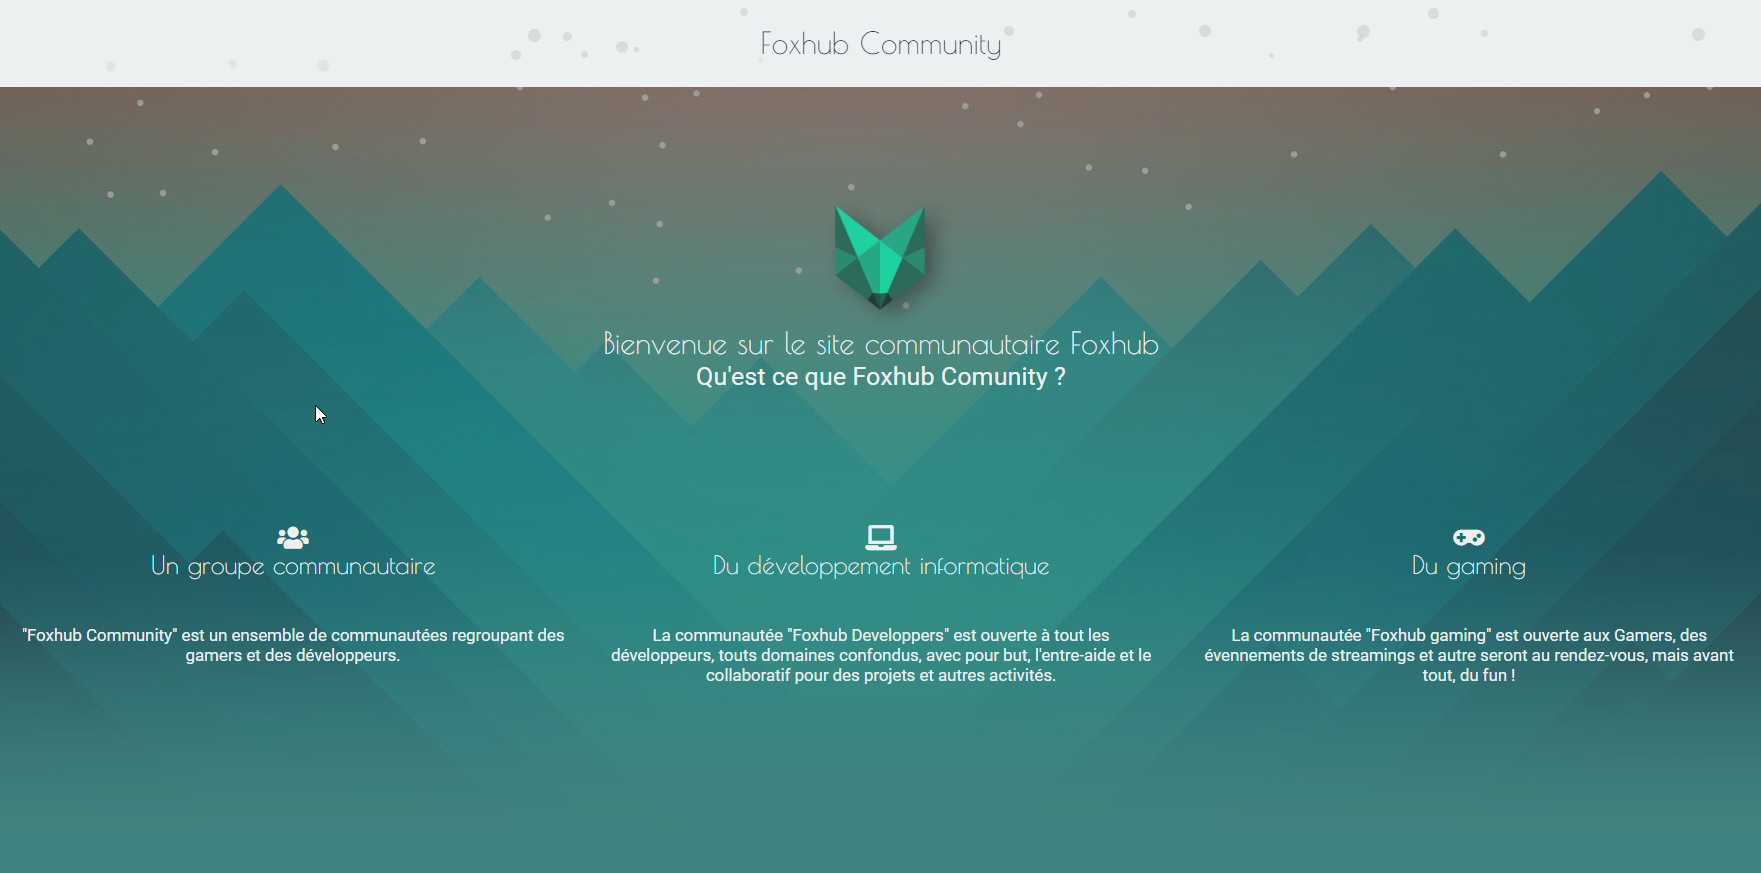 Foxhub Community
Bienvenue sur le site communautaire Foxhub
Qu'est ce que Foxhub Comunity ?
Un groupe communautaire
"Foxhub Community" est un ensemble de communautées regroupant des
gamers et des développeurs.
Du développement informatique
La communautée "Foxhub Developpers" est ouverte à tout les
développeurs, touts domaines confondus, avec pour but, l'entre-aide et le
collaboratif pour des projets et autres activités.
Du gaming
La communautée "Foxhub gaming" est ouverte aux Gamers, des
évennements de streamings et autre seront au rendez-vous, mais avant
tout, du fun !